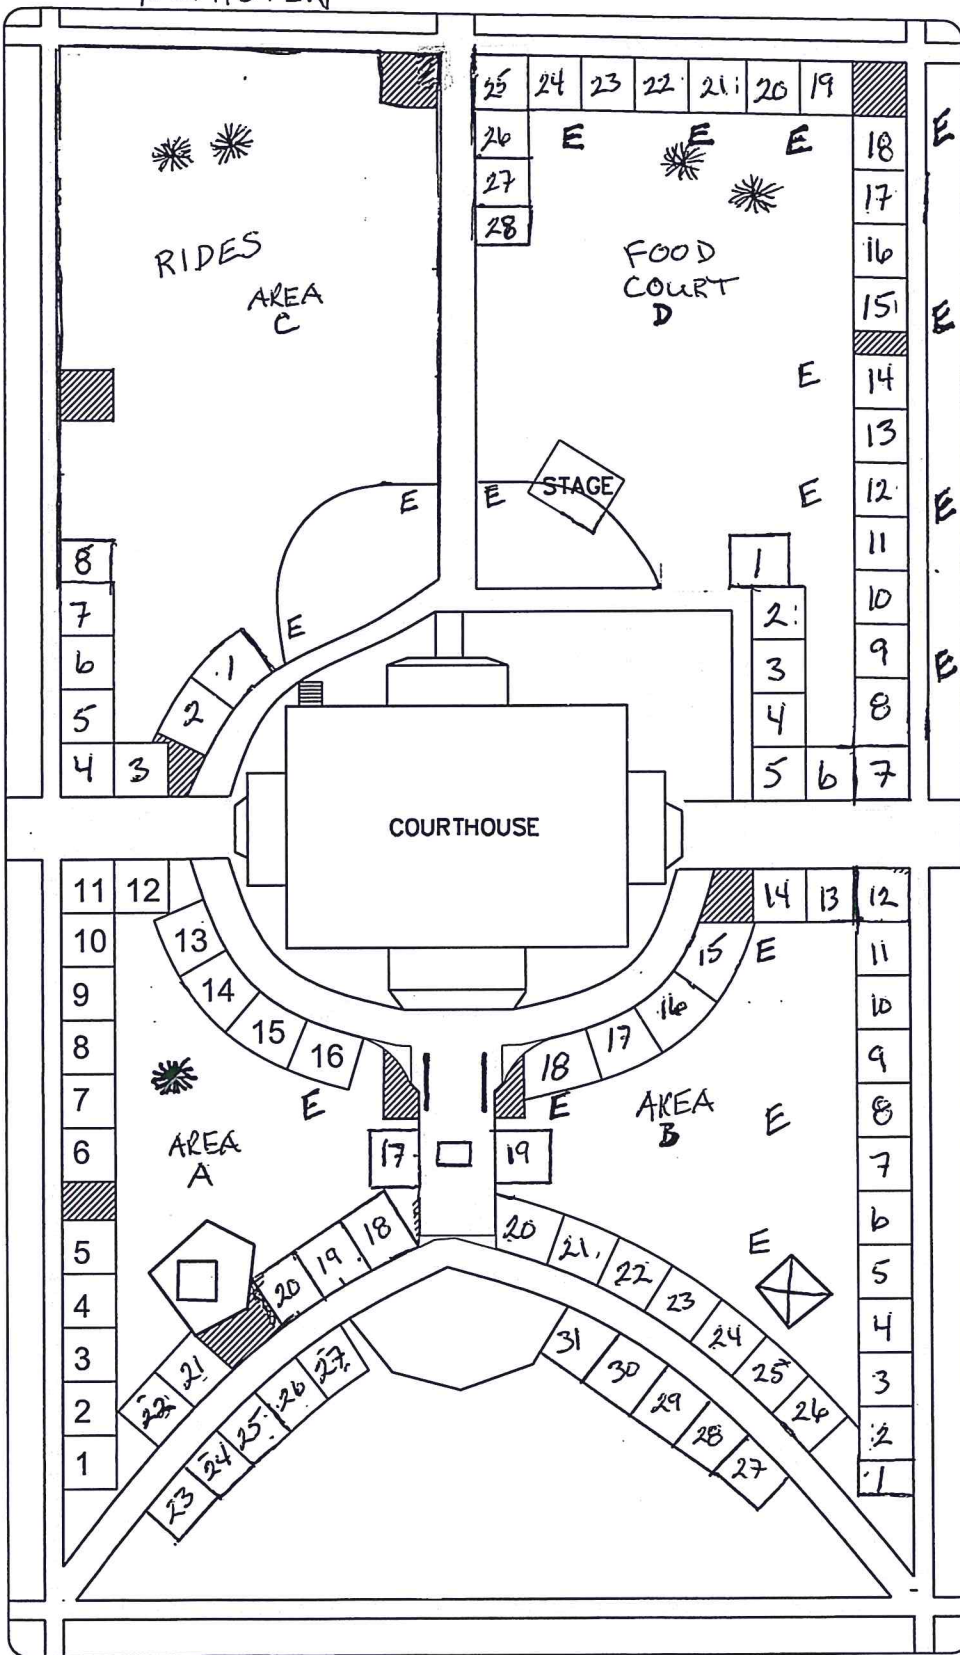 25 24 23 22 21 20 19
26 E E E 18 E
27 17
28 16
RIDES
AREA
C
FOOD
COURT
D
15 E
E 14
13
E E STAGE E 12 E
11
8 1
7 2 10
E
6 1 3 9 E
5 2 4 8
4 3 5 6 7
COURTHOUSE
11 12 14 13 12
10 13 15 E 11
9 14 16 10
8 15 16 18 17 9
7 E E AREA
B
E 8
6 AREA
A
17 19 7
18 20 6
5 19 21 E 5
4 20 22 23 4
3 21 27 31 24 25 3
2 22 26 30 29 26 2
1 25 24 28 27 1
23